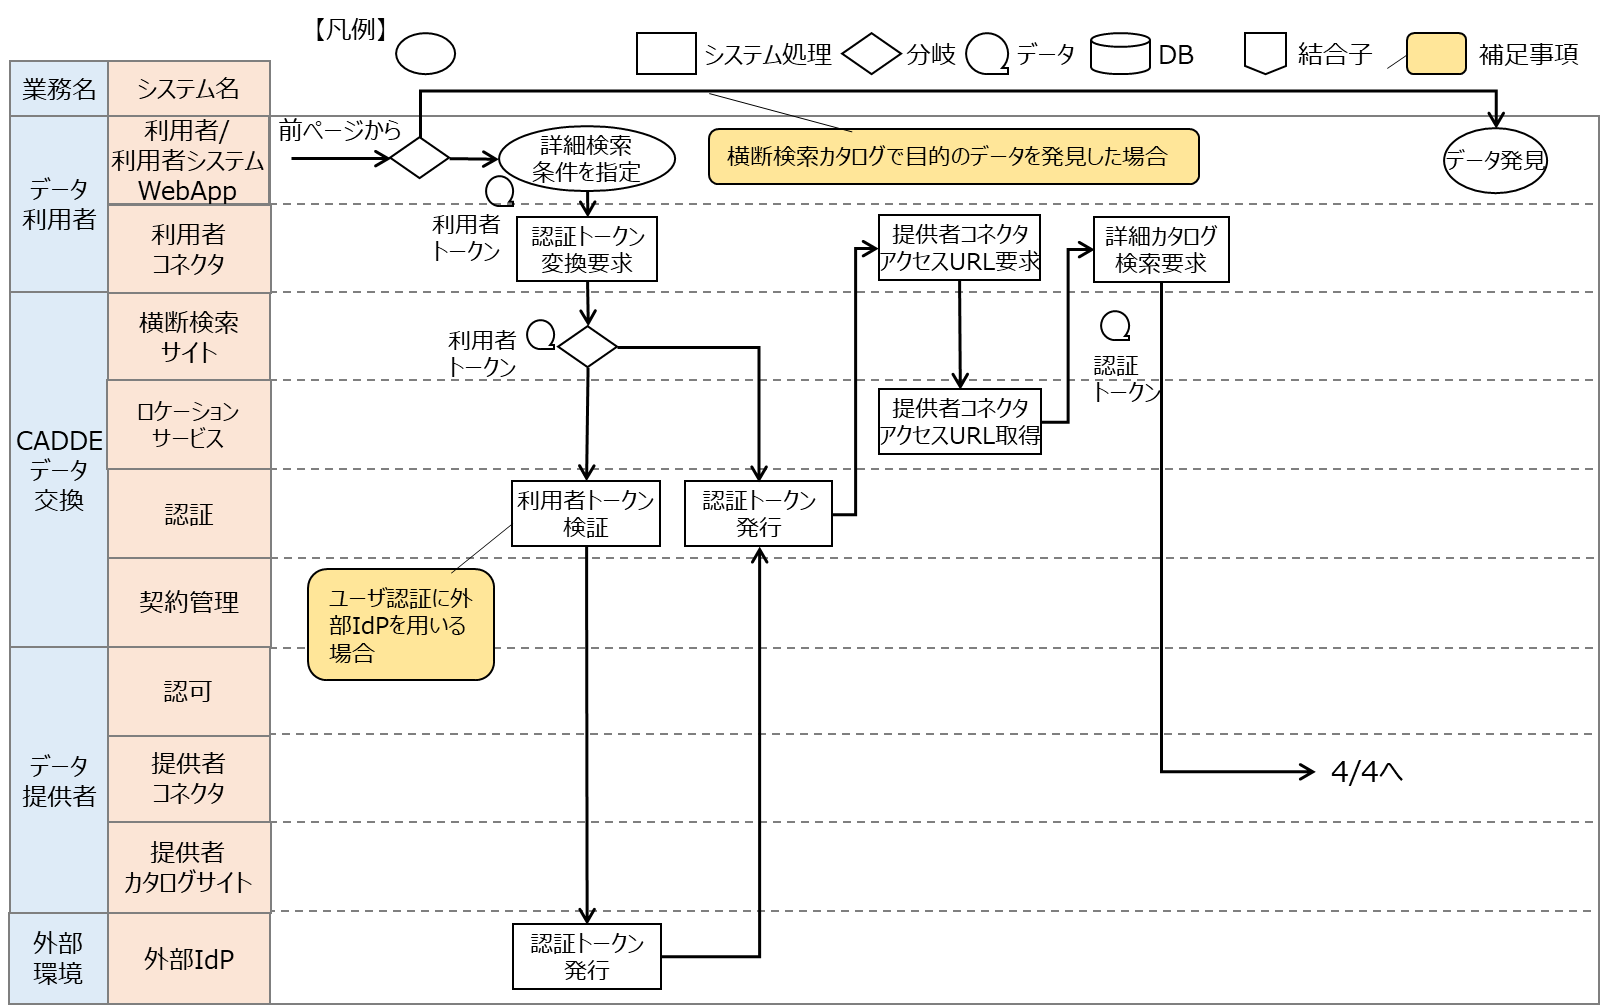 【凡例】
システム処理
分岐
データ
DB
結合子
補足事項
業務名
システム名
データ
利用者
利用者/
利用者システム
WebApp
前ページから
詳細検索
条件を指定
横断検索カタログで目的のデータを発見した場合
データ発見
利用者
コネクタ
利用者
トークン
認証トークン
変換要求
提供者コネクタ
アクセスURL要求
詳細カタログ
検索要求
CADDE
データ
交換
横断検索
サイト
利用者
トークン
認証
トークン
ロケーション
サービス
提供者コネクタ
アクセスURL取得
認証
利用者トークン
検証
認証トークン
発行
契約管理
ユーザ認証に外
部IdPを用いる
場合
データ
提供者
認可
提供者
コネクタ
4/4へ
提供者
カタログサイト
外部
環境
外部IdP
認証トークン
発行